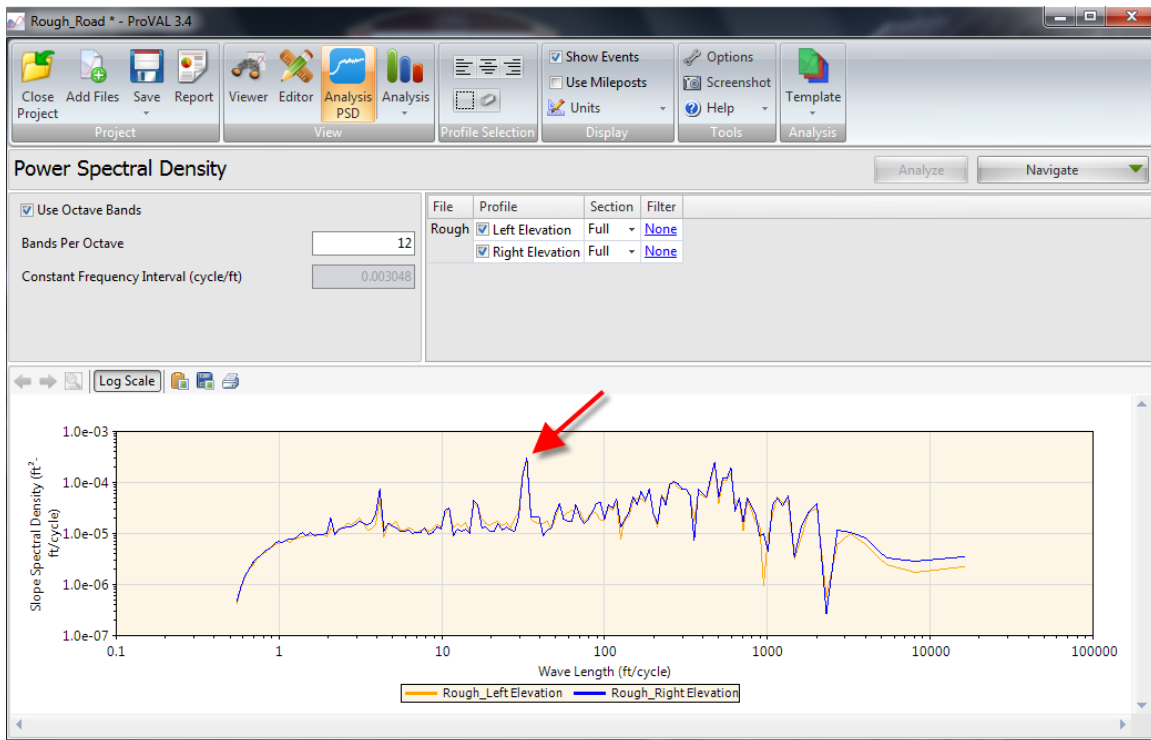 Rough_Road * - ProVAL 3.4
Close Project
Add Files
Save
Report
Project
Viewer
Editor
Analysis PSD
Analysis
View
Profile Selection
Show Events
Use Mileposts
Units
Display
Options
Screenshot
Help
Tools
Template
Analysis
Power Spectral Density
Analyze
Navigate
Use Octave Bands
Bands Per Octave 12
Constant Frequency Interval (cycle/ft) 0.003048
File Profile Section Filter
Rough Left Elevation Full None
Right Elevation Full None
Log Scale
Slope Spectral Density (ft²-
ft/cycle)
1.0e-03
1.0e-04
1.0e-05
1.0e-06
1.0e-07
0.1 1 10 100 1000 10000 100000
Wave Length (ft/cycle)
Rough_Left Elevation Rough_Right Elevation